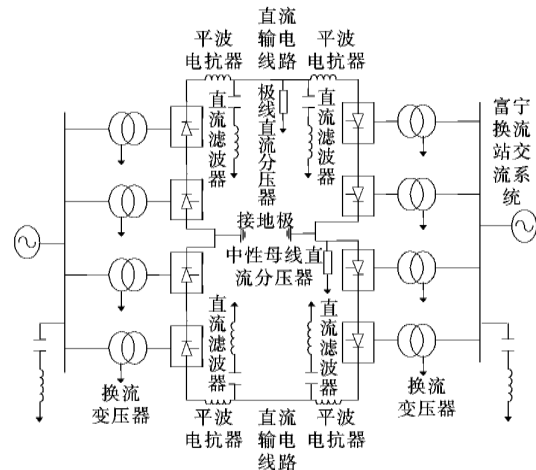 直流
输电
线路
平波
电抗器
平波
电抗器
直流滤波器
极线直流分压器
直流滤波器
富宁
换流
站交
流系
统
接地极
中性母线直
流分压器
直流滤波器
直流滤波器
换流
变压器
换流
变压器
平波
电抗器
直流
输电
线路
平波
电抗器